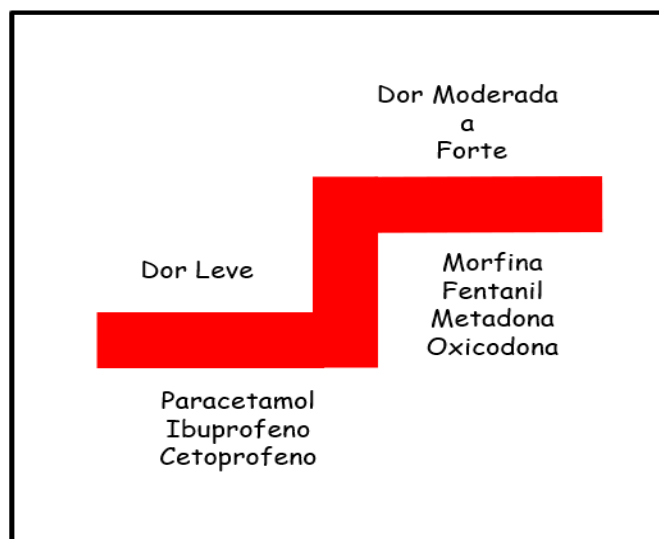 Dor Moderada
a
Forte
Dor Leve
Morfina
Fentanil
Metadona
Oxicodona
Paracetamol
Ibuprofeno
Cetoprofeno